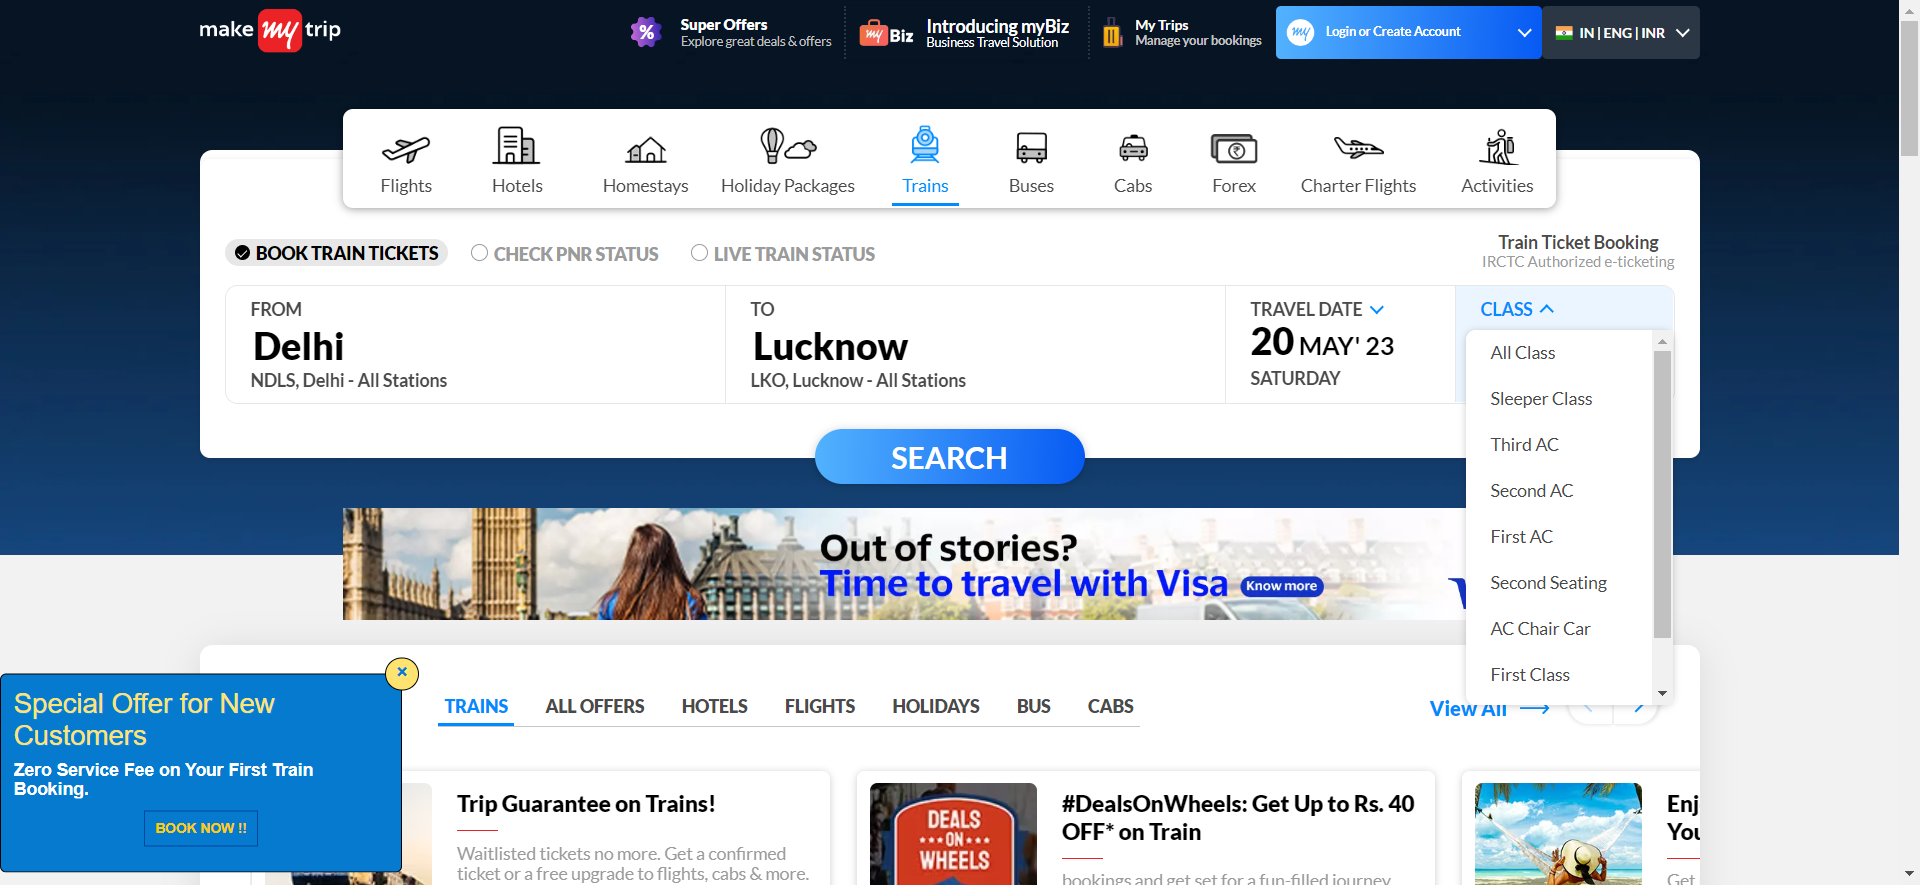 make my trip
%
Super Offers
Explore great deals & offers
my Biz
Introducing myBiz
Business Travel Solution
My Trips
Manage your bookings
my
Login or Create Account
IN | ENG | INR
Flights
Hotels
Homestays
Holiday Packages
Trains
Buses
Cabs
₹
Forex
Charter Flights
Activities
BOOK TRAIN TICKETS
CHECK PNR STATUS
LIVE TRAIN STATUS
Train Ticket Booking
IRCTC Authorized e-ticketing
FROM
Delhi
NDLS, Delhi - All Stations
TO
Lucknow
LKO, Lucknow - All Stations
TRAVEL DATE
20 MAY' 23
SATURDAY
CLASS
All Class
Sleeper Class
Third AC
Second AC
First AC
Second Seating
AC Chair Car
First Class
SEARCH
Out of stories?
Time to travel with Visa Know more
TRAINS
ALL OFFERS
HOTELS
FLIGHTS
HOLIDAYS
BUS
CABS
View All
Special Offer for New
Customers
Zero Service Fee on Your First Train
Booking.
BOOK NOW !!
Trip Guarantee on Trains!
Waitlisted tickets no more. Get a confirmed
ticket or a free upgrade to flights, cabs & more.
DEALS
ON
WHEELS
#DealsOnWheels: Get Up to Rs. 40
OFF* on Train
bookings and get set for a fun-filled journey
Enj
You
Get